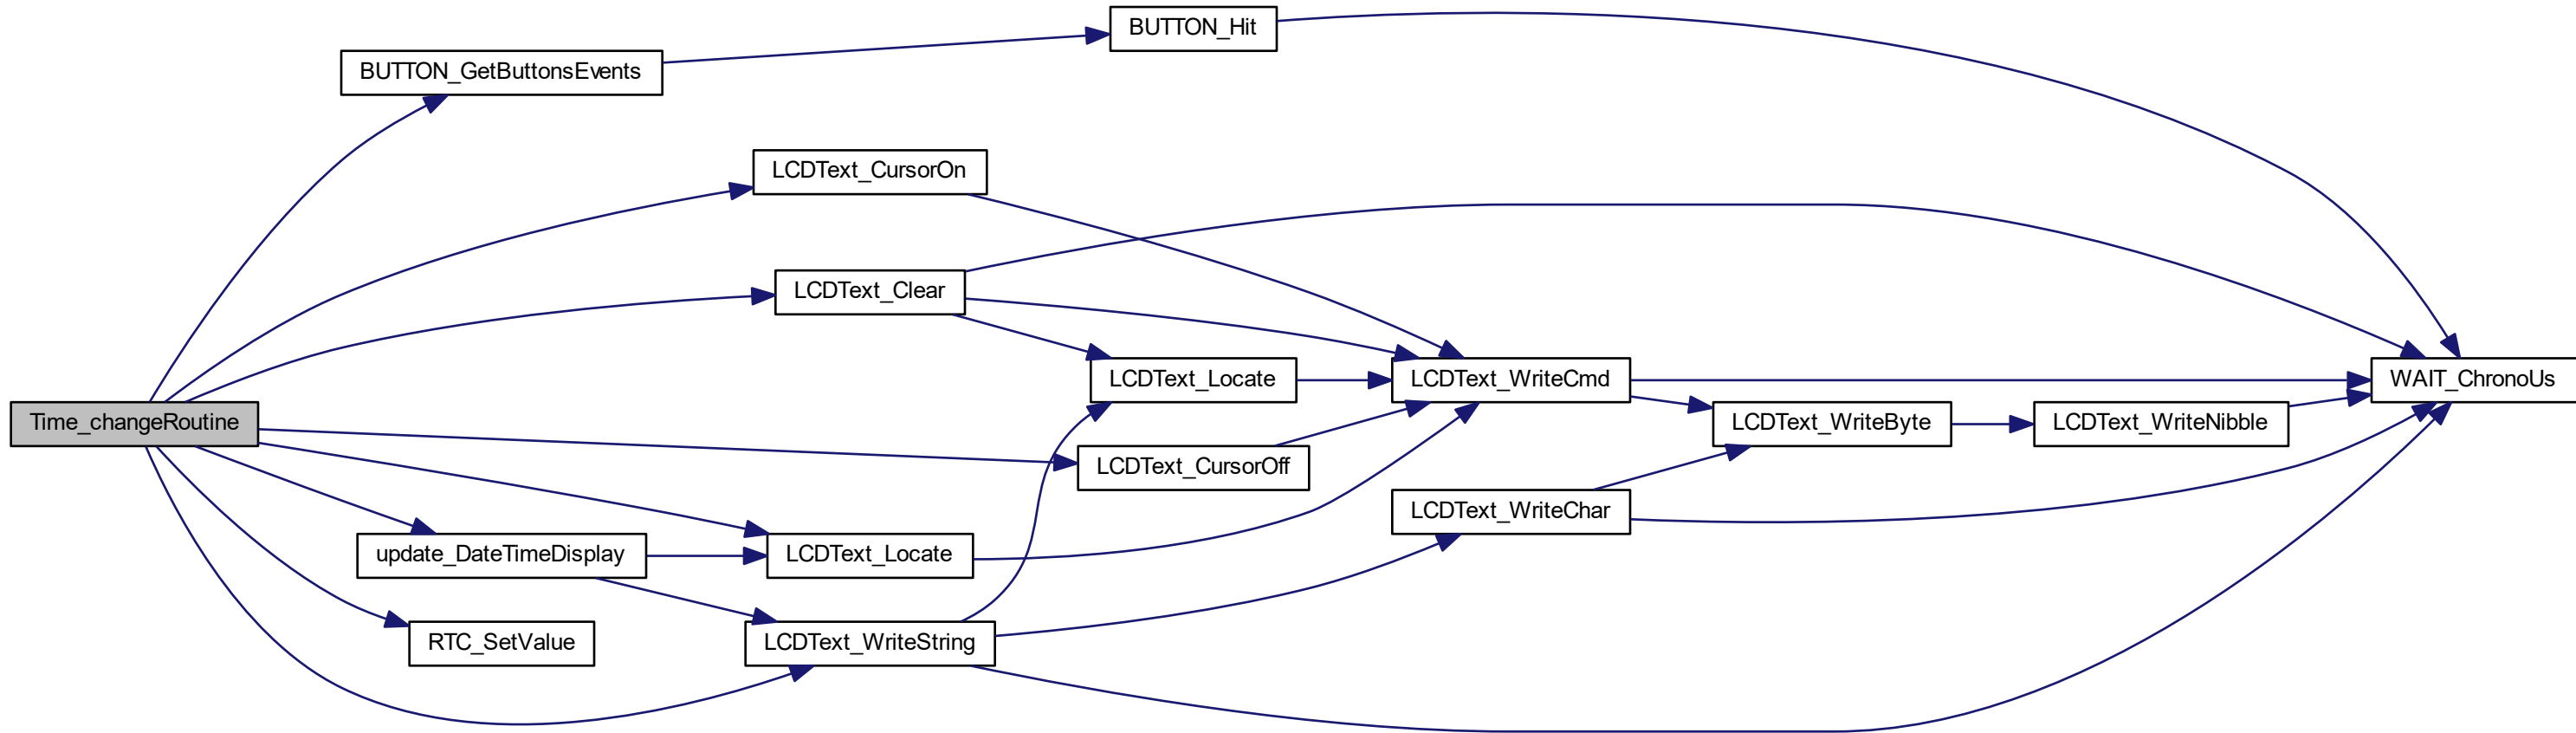 BUTTON_Hit
BUTTON_GetButtonsEvents
LCDText_CursorOn
LCDText_Clear
LCDText_Locate
LCDText_WriteCmd
WAIT_ChronoUs
Time_changeRoutine
LCDText_WriteByte
LCDText_WriteNibble
LCDText_CursorOff
LCDText_WriteChar
update_DateTimeDisplay
LCDText_Locate
RTC_SetValue
LCDText_WriteString